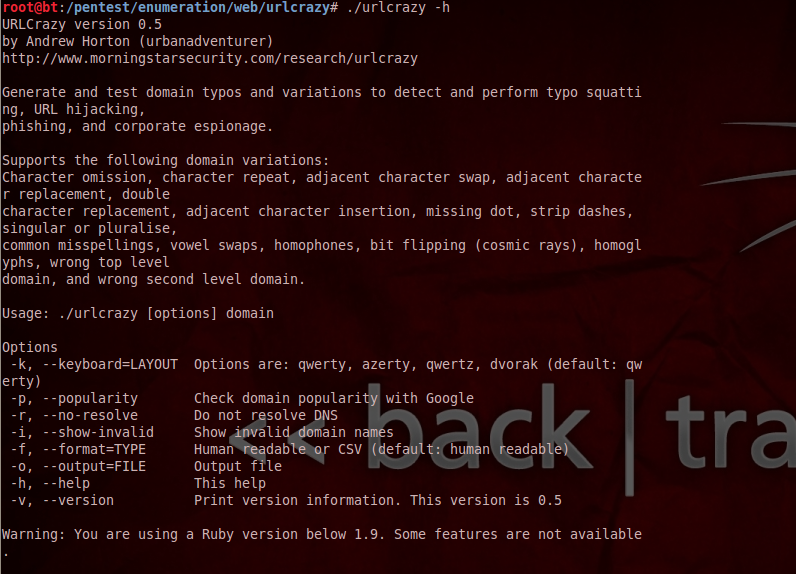 root@bt:/pentest/enumeration/web/urlcrazy# ./urlcrazy -h
URLCrazy version 0.5
by Andrew Horton (urbanadventurer)
http://www.morningstarsecurity.com/research/urlcrazy

Generate and test domain typos and variations to detect and perform typo squatti
ng, URL hijacking,
phishing, and corporate espionage.

Supports the following domain variations:
Character omission, character repeat, adjacent character swap, adjacent characte
r replacement, double
character replacement, adjacent character insertion, missing dot, strip dashes,
singular or pluralise,
common misspellings, vowel swaps, homophones, bit flipping (cosmic rays), homogl
yphs, wrong top level
domain, and wrong second level domain.

Usage: ./urlcrazy [options] domain

Options
 -k, --keyboard=LAYOUT  Options are: qwerty, azerty, qwertz, dvorak (default: qw
erty)
 -p, --popularity       Check domain popularity with Google
 -r, --no-resolve       Do not resolve DNS
 -i, --show-invalid     Show invalid domain names
 -f, --format=TYPE      Human readable or CSV (default: human readable)
 -o, --output=FILE      Output file
 -h, --help             This help
 -v, --version          Print version information. This version is 0.5

Warning: You are using a Ruby version below 1.9. Some features are not available
.
<< back | tra